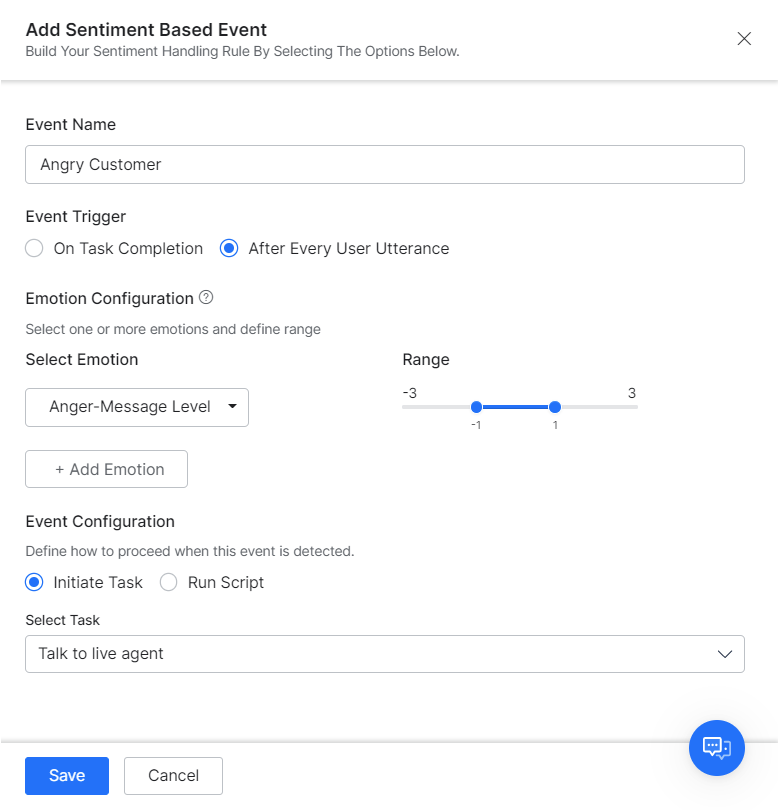 Add Sentiment Based Event
Build Your Sentiment Handling Rule By Selecting The Options Below.
Event Name
Angry Customer
Event Trigger
On Task Completion After Every User Utterance
Emotion Configuration ?
Select one or more emotions and define range
Select Emotion Range
-3 3
Anger-Message Level
-1 1
+ Add Emotion
Event Configuration
Define how to proceed when this event is detected.
Initiate Task Run Script
Select Task
Talk to live agent
Save Cancel